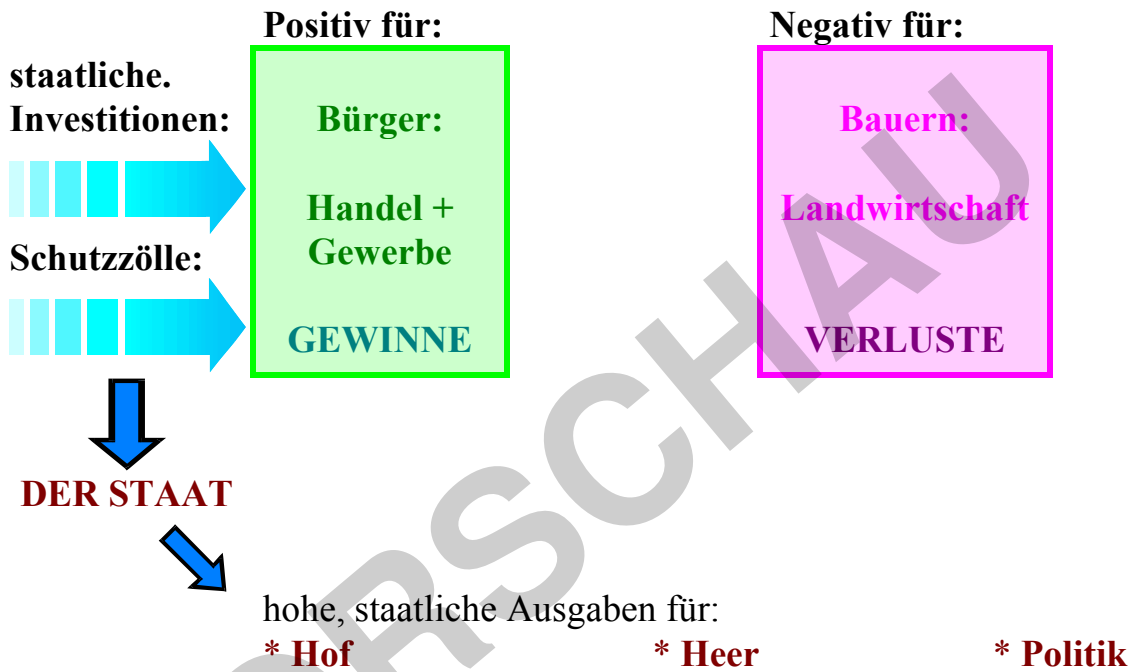 Positiv für:
Negativ für:
staatliche.
Investitionen:
Schutzzölle:
Bürger:
Handel +
Gewerbe
GEWINNE
Bauern:
Landwirtschaft
VERLUSTE
DER STAAT
hohe, staatliche Ausgaben für:
* Hof * Heer * Politik
ORSCHAU